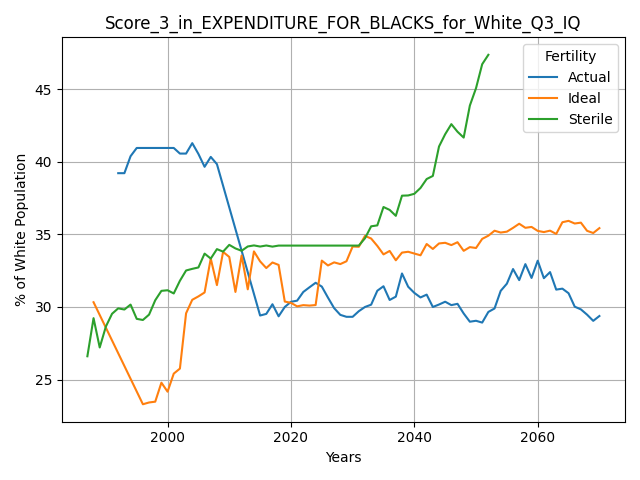 Score_3_in_EXPENDITURE_FOR_BLACKS_for_White_Q3_IQ
Fertility
Actual
Ideal
Sterile
% of White Population
45
40
35
30
25
2000
2020
2040
2060
Years